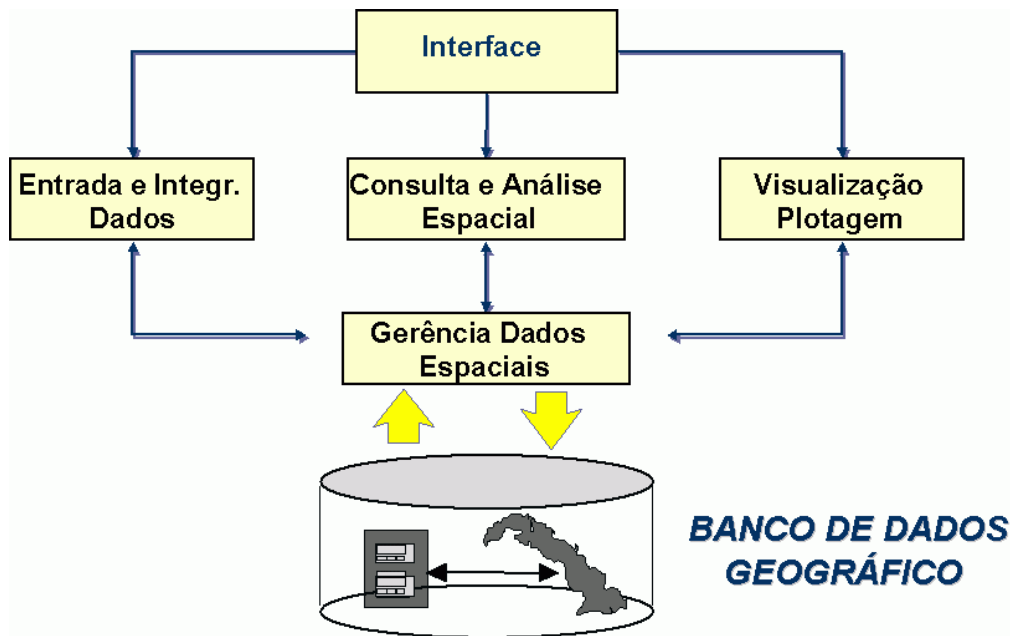 Interface
Entrada e Integr.
Dados
Consulta e Análise
Espacial
Visualização
Plotagem
Gerência Dados
Espaciais
BANCO DE DADOS
GEOGRÁFICO